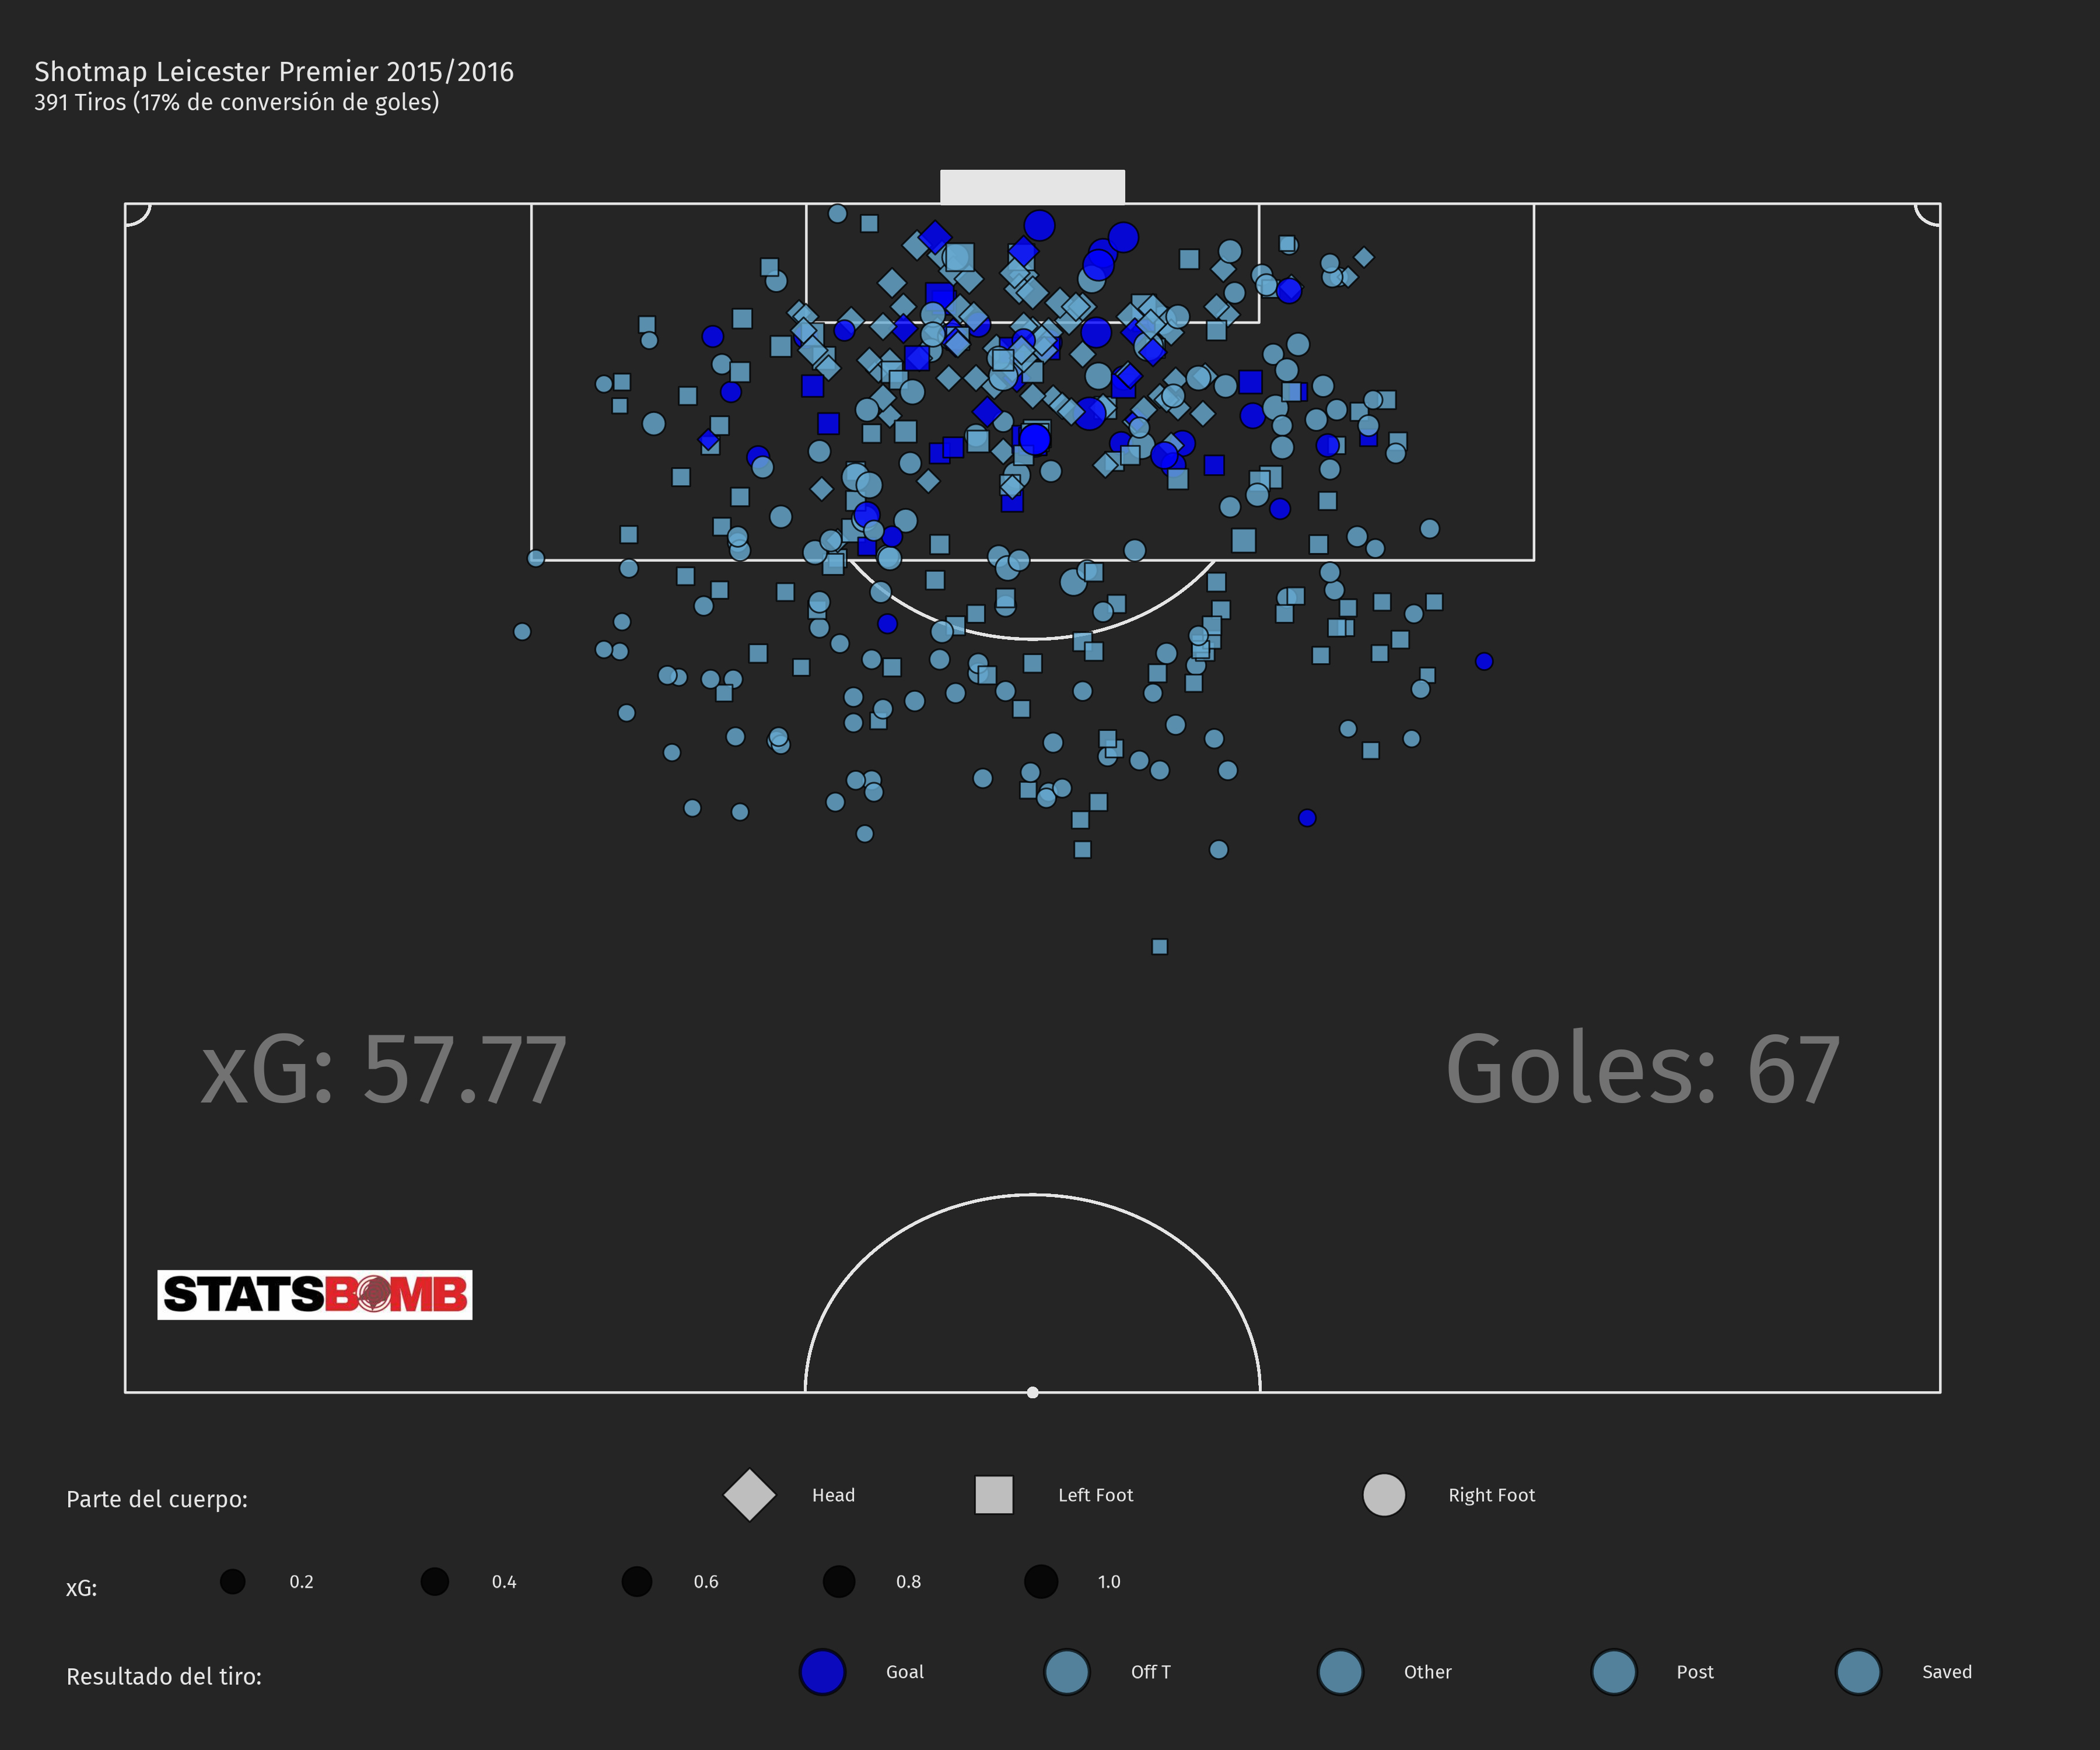 Shotmap Leicester Premier 2015/2016
391 Tiros (17% de conversión de goles)
xG: 57.77
Goles: 67
STATSBOMB
Parte del cuerpo:
Head
Left Foot
Right Foot
xG:
0.2
0.4
0.6
0.8
1.0
Resultado del tiro:
Goal
Off T
Other
Post
Saved